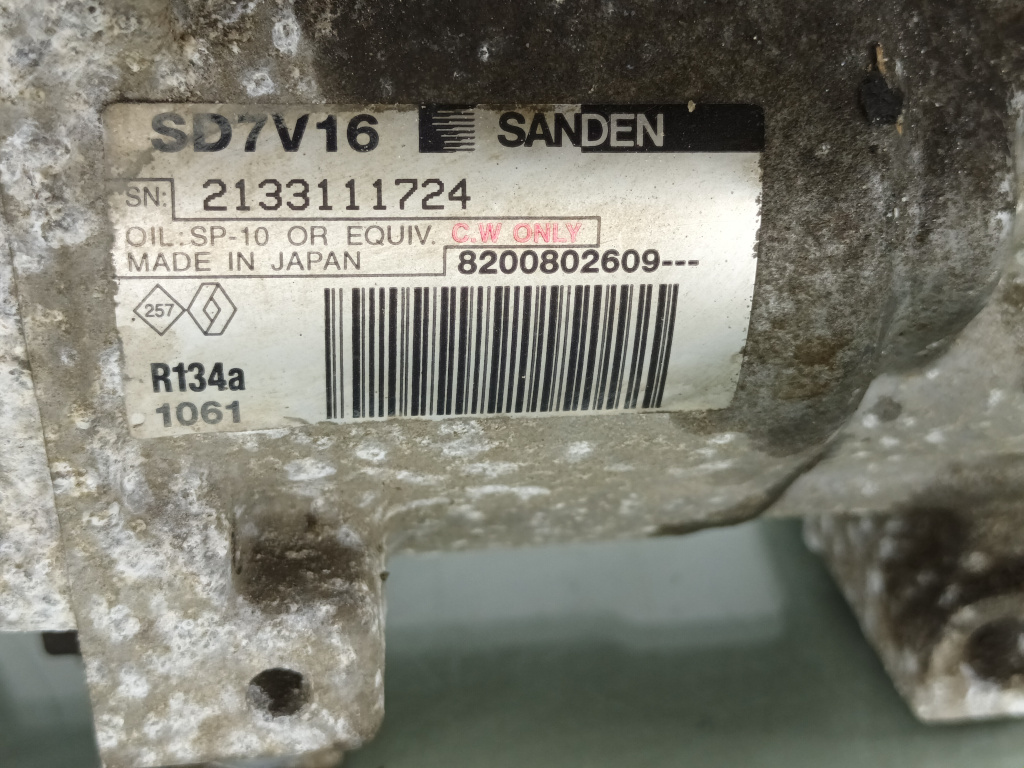 SD7V16 SANDEN
SN: 2133111724
OIL: SP-10 OR EQUIV. C.W ONLY
MADE IN JAPAN 8200802609---
257
R134a
1061